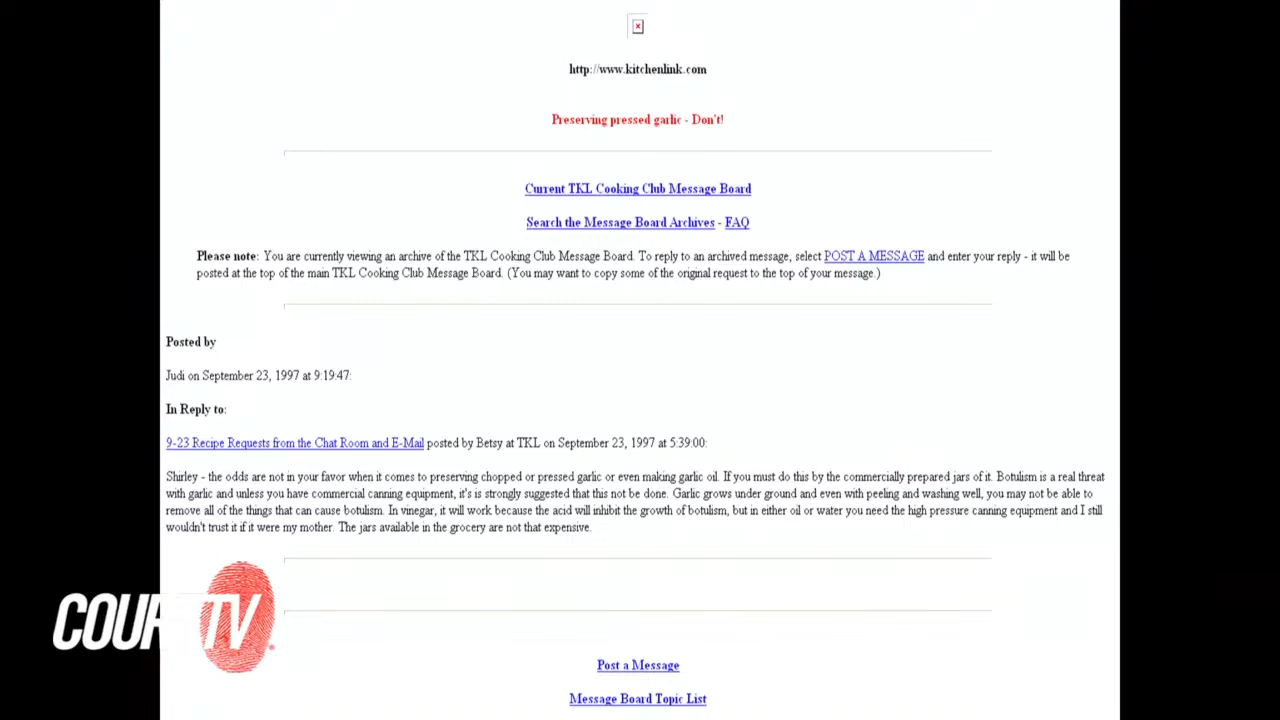 http://www.kitchenlink.com
Preserving pressed garlic - Don't!
Current TKL Cooking Club Message Board
Search the Message Board Archives - FAQ
Please note: You are currently viewing an archive of the TKL Cooking Club Message Board. To reply to an archived message, select POST A MESSAGE and enter your reply - it will be
posted at the top of the main TKL Cooking Club Message Board. (You may want to copy some of the original request to the top of your message.)
Posted by
Judi on September 23, 1997 at 9:19:47:
In Reply to:
9-23 Recipe Requests from the Chat Room and E-Mail posted by Betsy at TKL on September 23, 1997 at 5:39:00:
Shirley - the odds are not in your favor when it comes to preserving chopped or pressed garlic or even making garlic oil. If you must do this by the commercially prepared jars of it. Botulism is a real threat
with garlic and unless you have commercial canning equipment, it's is strongly suggested that this not be done. Garlic grows under ground and even with peeling and washing well, you may not be able to
remove all of the things that can cause botulism. In vinegar, it will work because the acid will inhibit the growth of botulism, but in either oil or water you need the high pressure canning equipment and I still
wouldn't trust it if it were my mother. The jars available in the grocery are not that expensive.
COURT TV
Post a Message
Message Board Topic List